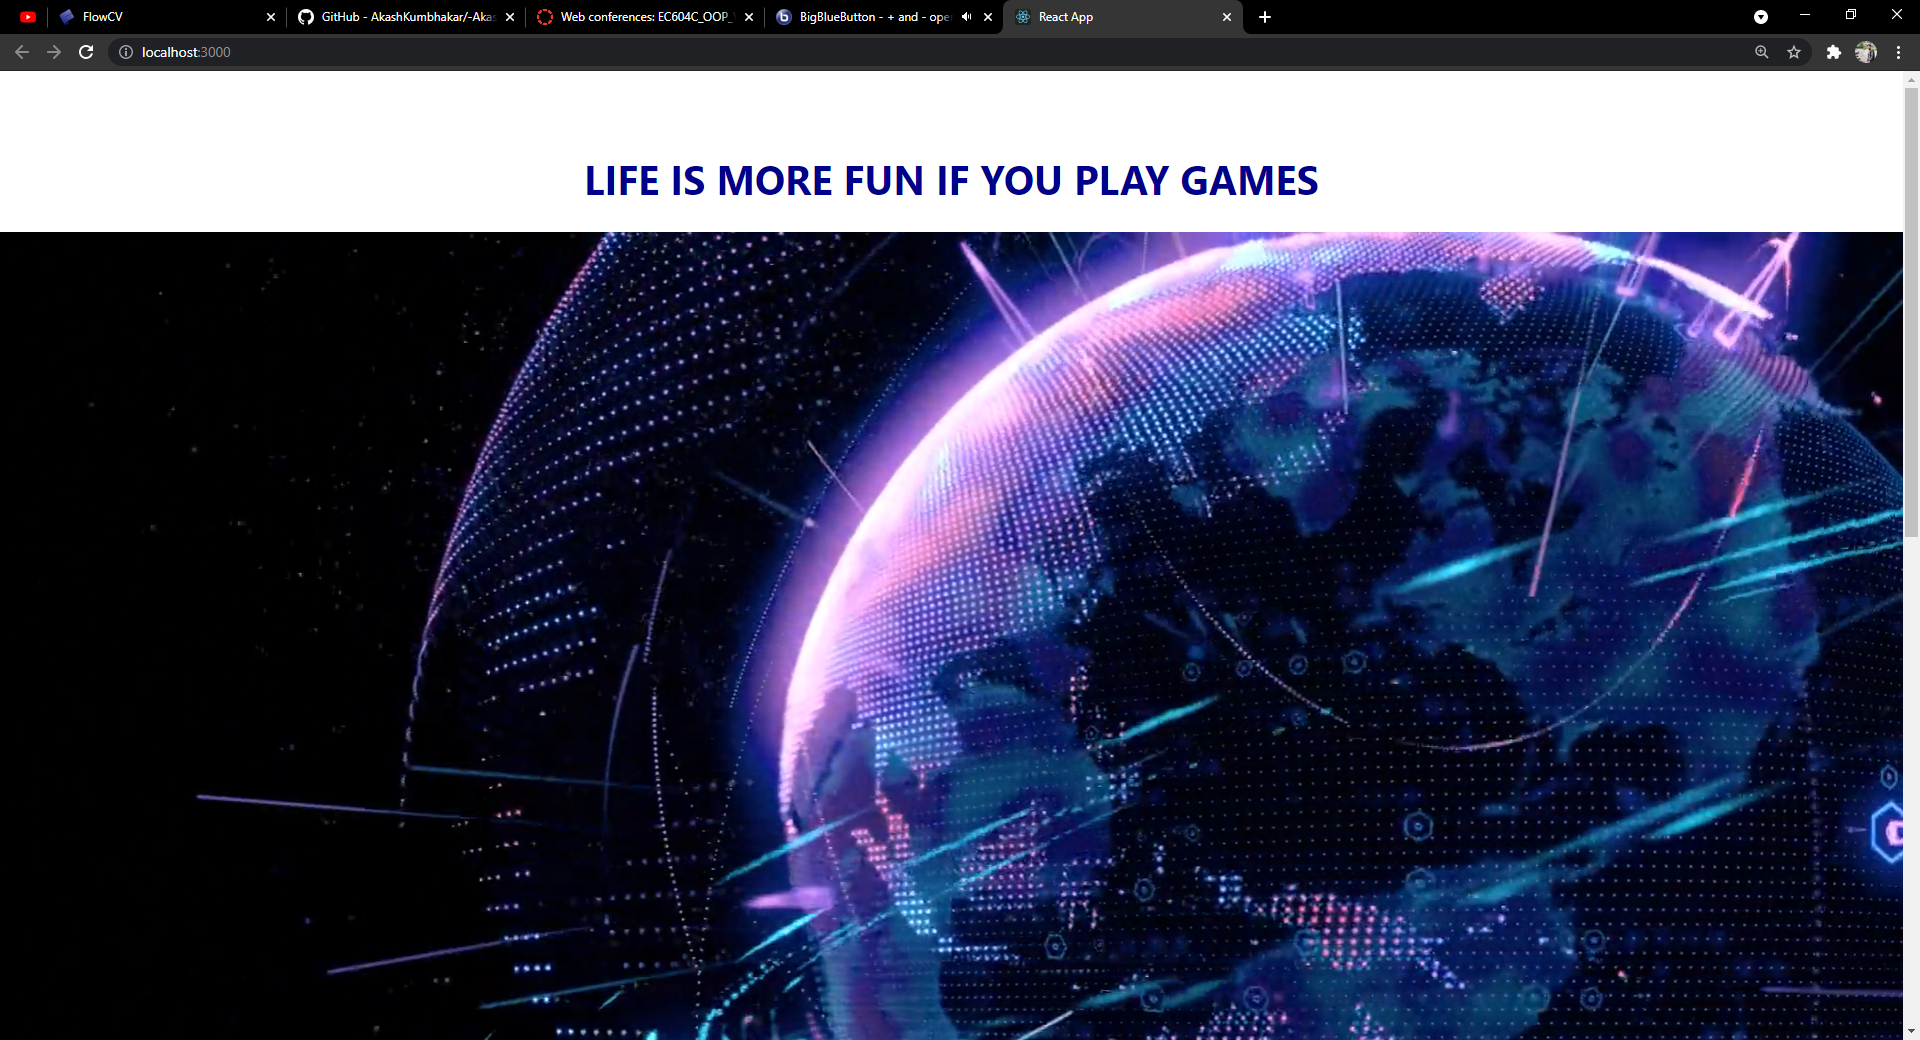 FlowCV
GitHub - AkashKumbhakar/-Akas
Web conferences: EC604C_OOP_
BigBlueButton - + and - ope
React App
localhost:3000
LIFE IS MORE FUN IF YOU PLAY GAMES